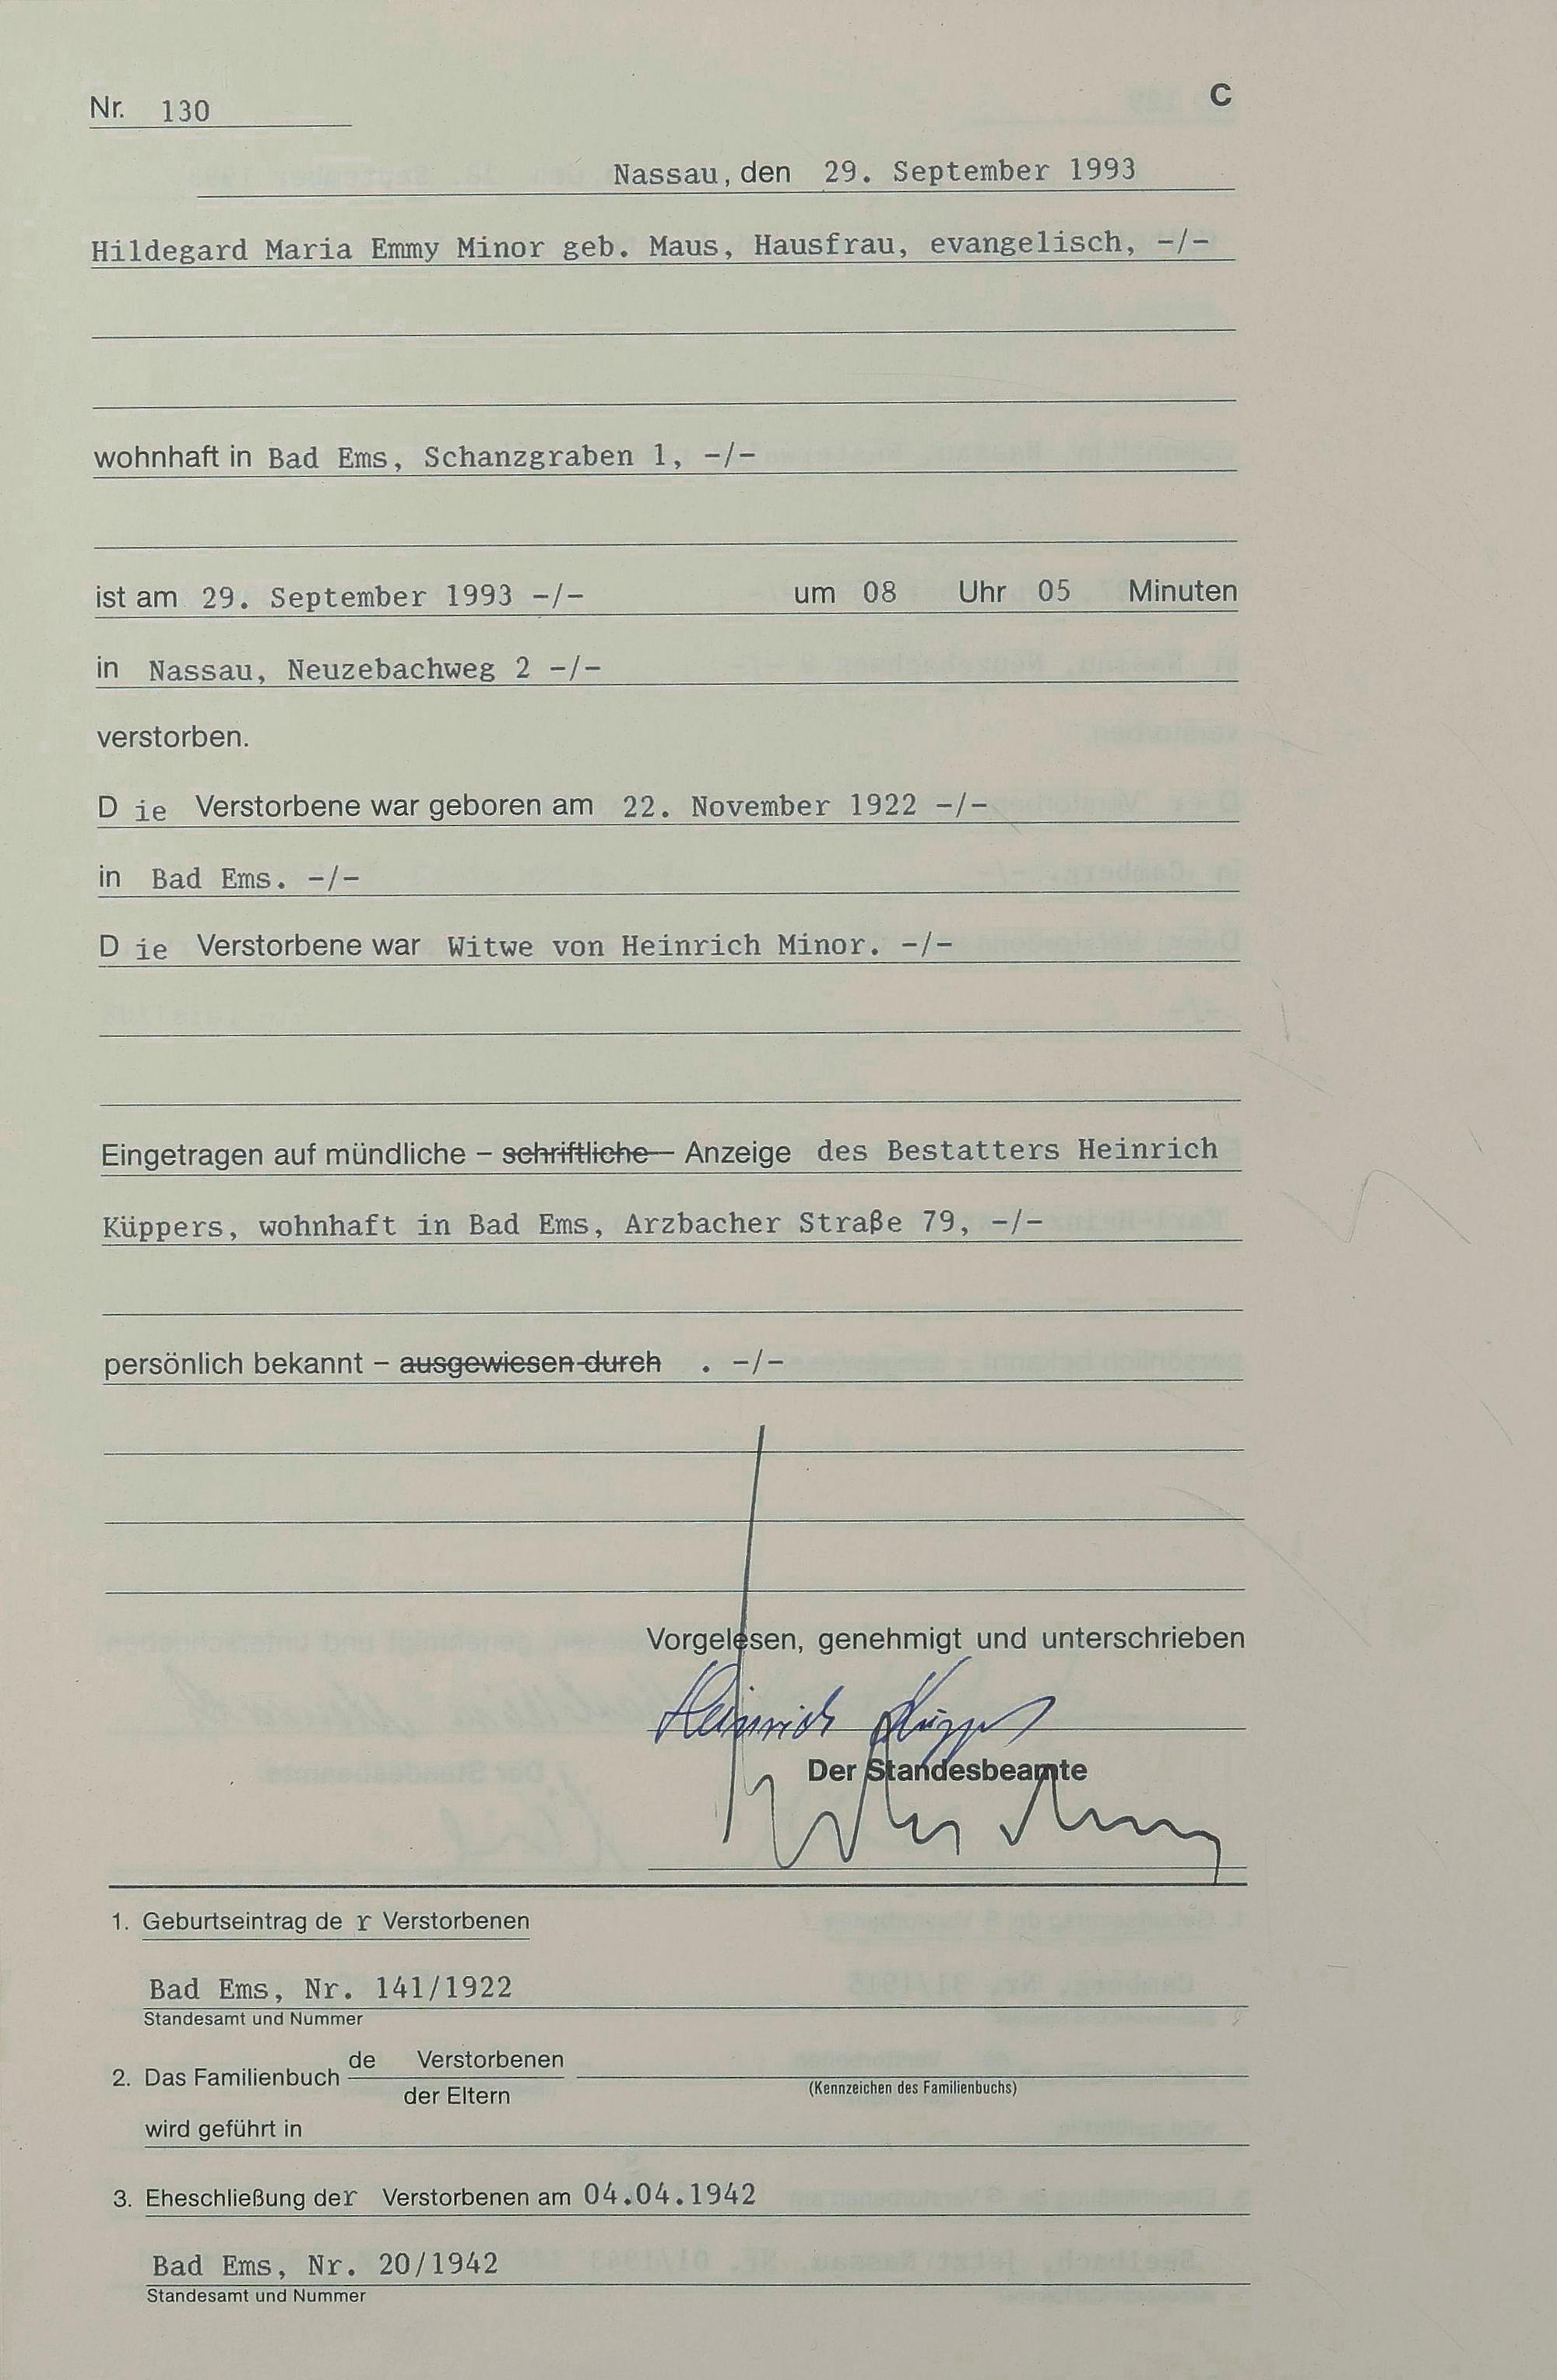 Nr. 130
C
Nassau, den 29. September 1993
Hildegard Maria Emmy Minor geb. Maus, Hausfrau, evangelisch, -/-
wohnhaft in Bad Ems, Schanzgraben 1, -/-
ist am 29. September 1993 -/- um 08 Uhr 05 Minuten
in Nassau, Neuzebachweg 2 -/-
verstorben.
D ie Verstorbene war geboren am 22. November 1922 -/-
in Bad Ems. -/-
D ie Verstorbene war Witwe von Heinrich Minor. -/-
Eingetragen auf mündliche – schriftliche – Anzeige des Bestatters Heinrich
Küppers, wohnhaft in Bad Ems, Arzbacher Straße 79, -/-
persönlich bekannt – ausgewiesen durch . -/-
Vorgelesen, genehmigt und unterschrieben
Heinrich Küppers
Der Standesbeamte
1. Geburtseintrag de r Verstorbenen
Bad Ems, Nr. 141/1922
Standesamt und Nummer
2. Das Familienbuch de Verstorbenen
der Eltern
(Kennzeichen des Familienbuchs)
wird geführt in
3. Eheschließung der Verstorbenen am 04.04.1942
Bad Ems, Nr. 20/1942
Standesamt und Nummer